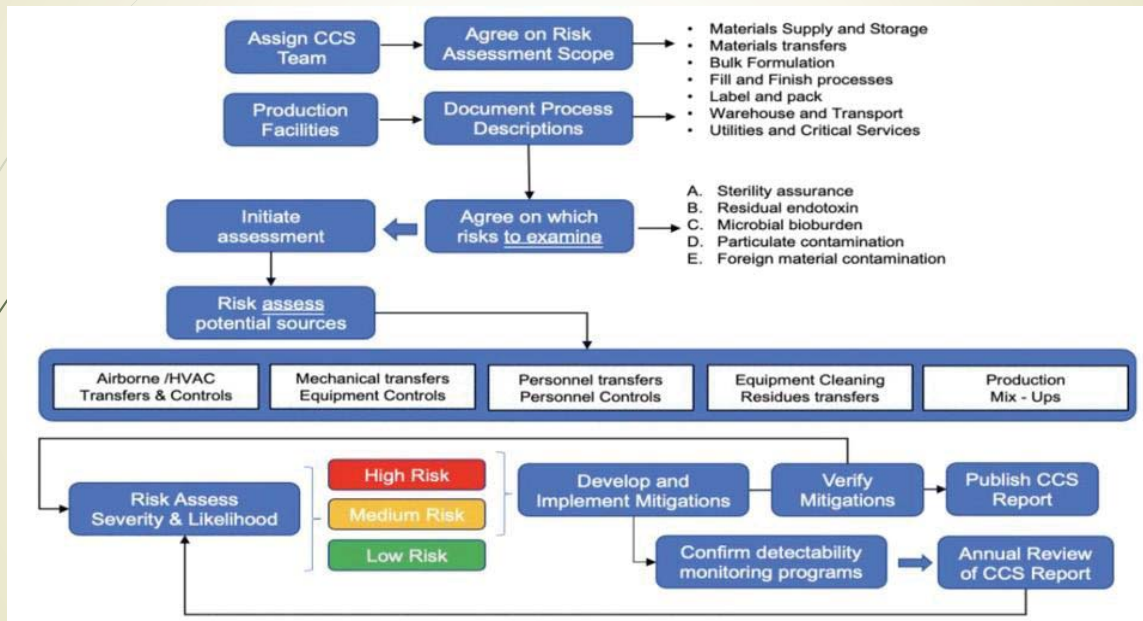 Assign CCS
Team
Agree on Risk
Assessment Scope
• Materials Supply and Storage
• Materials transfers
• Bulk Formulation
• Fill and Finish processes
• Label and pack
• Warehouse and Transport
• Utilities and Critical Services
Production
Facilities
Document Process
Descriptions
Initiate
assessment
Agree on which
risks to examine
A. Sterility assurance
B. Residual endotoxin
C. Microbial bioburden
D. Particulate contamination
E. Foreign material contamination
Risk assess
potential sources
Airborne /HVAC
Transfers & Controls
Mechanical transfers
Equipment Controls
Personnel transfers
Personnel Controls
Equipment Cleaning
Residues transfers
Production
Mix - Ups
Risk Assess
Severity & Likelihood
High Risk
Medium Risk
Low Risk
Develop and
Implement Mitigations
Verify
Mitigations
Publish CCS
Report
Confirm detectability
monitoring programs
Annual Review
of CCS Report